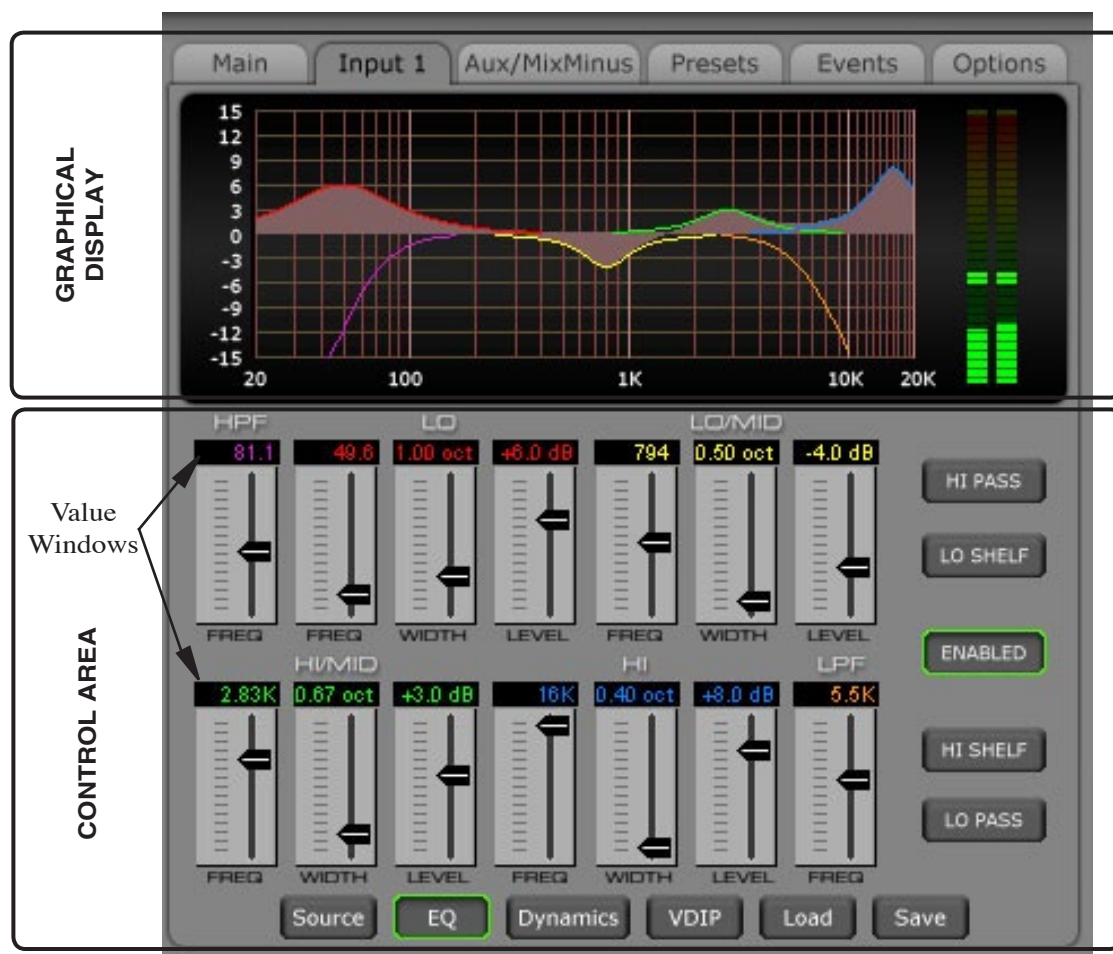 Main Input 1 Aux/MixMinus Presets Events Options
GRAPHICAL
DISPLAY
15
12
9
6
3
0
-3
-6
-9
-12
-15
20 100 1K 10K 20K
HPF LO LO/MID
81.1 49.6 1.00 oct +6.0 dB 794 0.50 oct -4.0 dB
HI PASS
Value
Windows
LO SHELF
FREQ FREQ WIDTH LEVEL FREQ WIDTH LEVEL
ENABLED
CONTROL AREA
HI/MID HI LPF
2.83K 0.67 oct +3.0 dB 16K 0.40 oct +8.0 dB 5.5K
HI SHELF
LO PASS
FREQ WIDTH LEVEL FREQ WIDTH LEVEL FREQ
Source EQ Dynamics VDIP Load Save